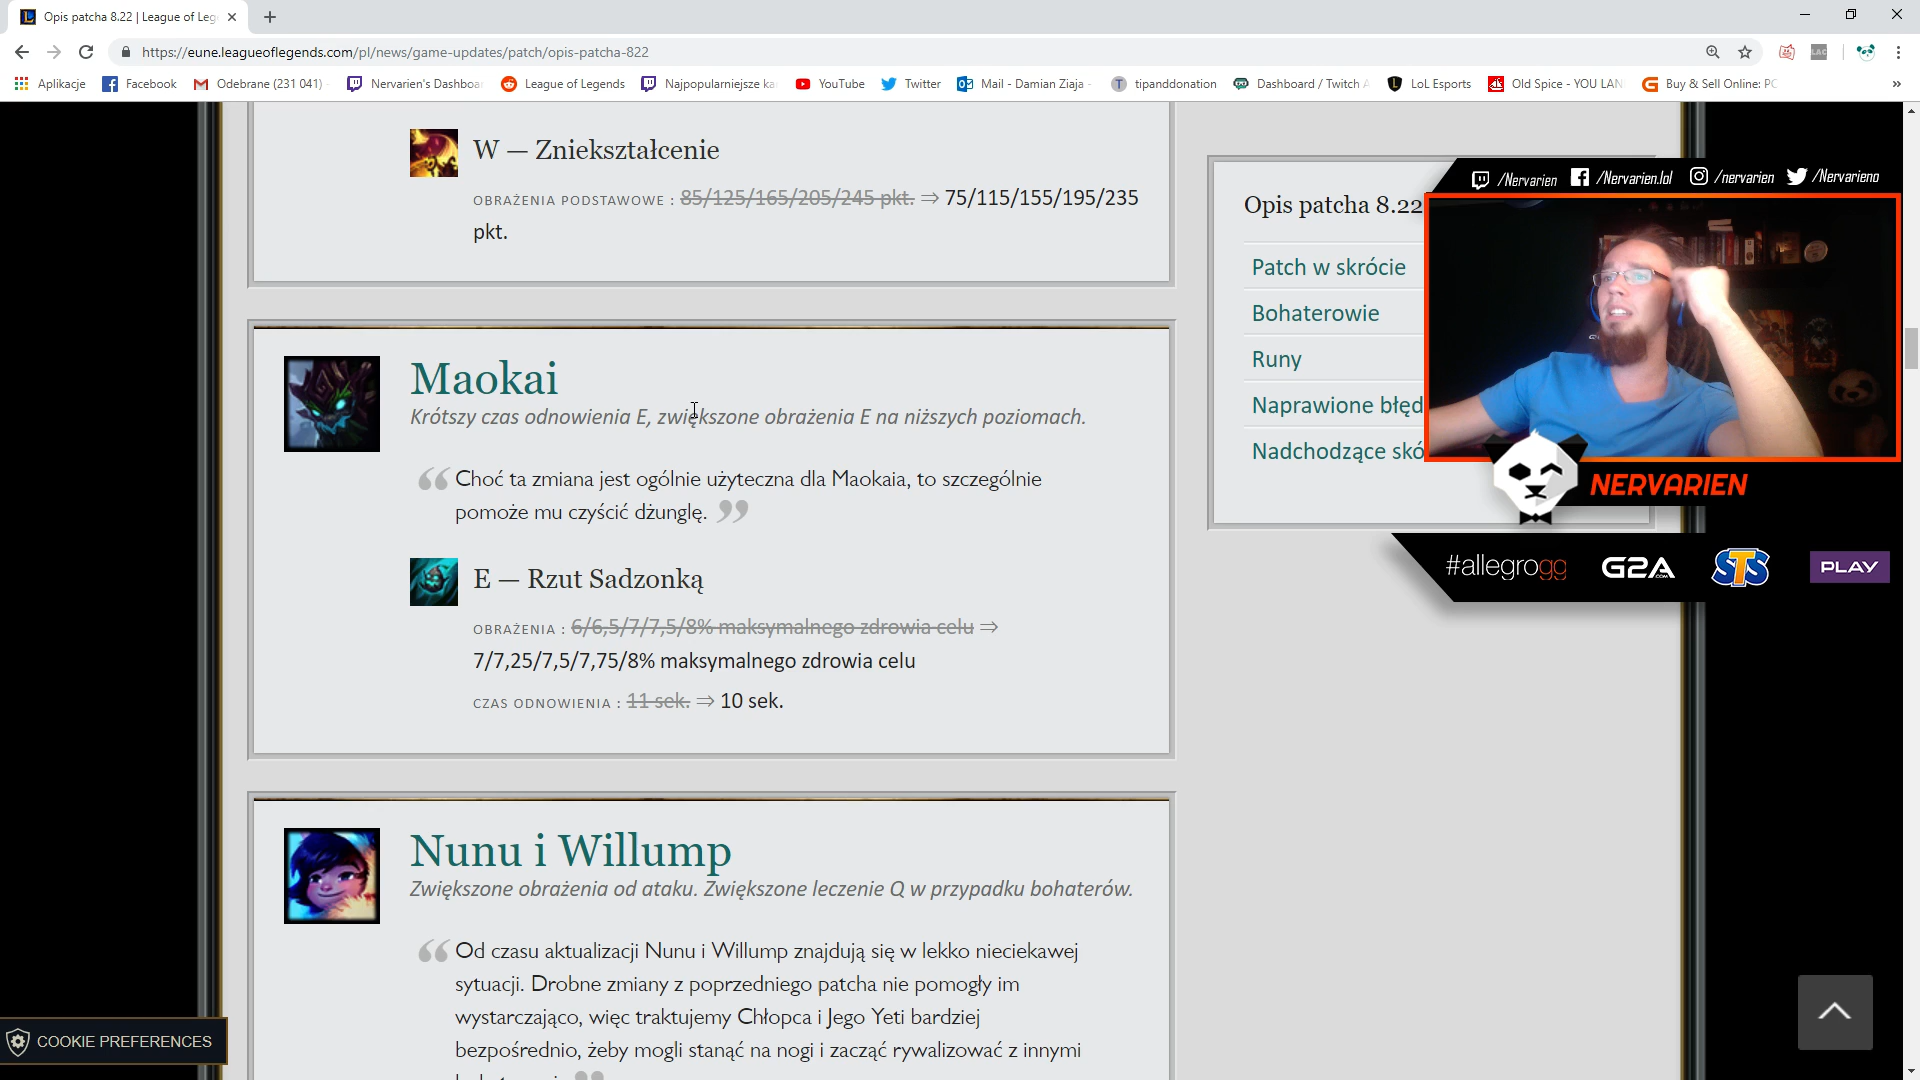 Opis patcha 8.22 | League of Leg
https://eune.leagueoflegends.com/pl/news/game-updates/patch/opis-patcha-822
Aplikacje Facebook Odebrane (231 041) Nervarien's Dashboa League of Legends Najpopularniejsze ka YouTube Twitter Mail - Damian Ziaja - tipanddonation Dashboard / Twitch A LoL Esports Old Spice - YOU LAN Buy & Sell Online: PC »
W — Zniekształcenie
OBRAŻENIA PODSTAWOWE : 85/125/165/205/245 pkt. ⇒ 75/115/155/195/235
pkt.
Maokai
Krótszy czas odnowienia E, zwiększone obrażenia E na niższych poziomach.
Choć ta zmiana jest ogólnie użyteczna dla Maokaia, to szczególnie
pomoże mu czyścić dżunglę.
E — Rzut Sadzonką
OBRAŻENIA : 6/6,5/7/7,5/8% maksymalnego zdrowia celu ⇒
7/7,25/7,5/7,75/8% maksymalnego zdrowia celu
CZAS ODNOWIENIA : 11 sek. ⇒ 10 sek.
Nunu i Willump
Zwiększone obrażenia od ataku. Zwiększone leczenie Q w przypadku bohaterów.
Od czasu aktualizacji Nunu i Willump znajdują się w lekko nieciekawej
sytuacji. Drobne zmiany z poprzedniego patcha nie pomogły im
wystarczająco, więc traktujemy Chłopca i Jego Yeti bardziej
bezpośrednio, żeby mogli stanąć na nogi i zacząć rywalizować z innymi
COOKIE PREFERENCES
Opis patcha 8.22
Patch w skrócie
Bohaterowie
Runy
Naprawione błęd
Nadchodzące skó
/Nervarien /Nervarien.lol /nervarien /Nervarieno
NERVARIEN
#allegrogg G2A.COM STS PLAY